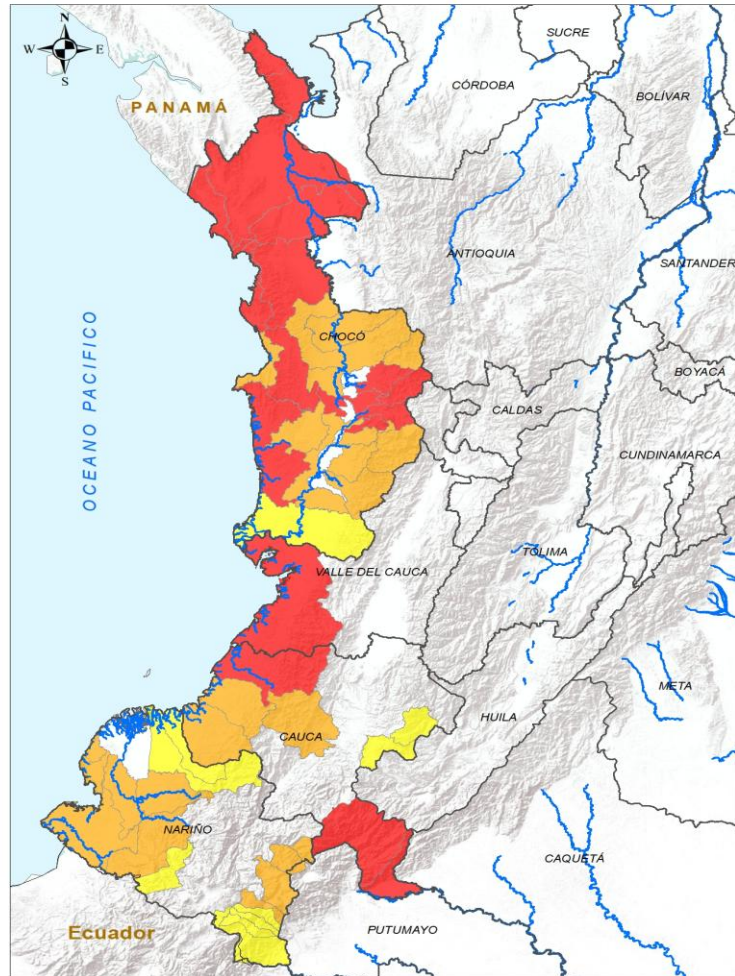 N
W E
S
SUCRE
CÓRDOBA
BOLÍVAR
PANAMÁ
ANTIOQUIA
SANTANDER
OCEANO PACIFICO
CHOCÓ
BOYACÁ
CALDAS
CUNDINAMARCA
TOLIMA
VALLE DEL CAUCA
META
HUILA
CAUCA
NARIÑO
CAQUETÁ
Ecuador
PUTUMAYO